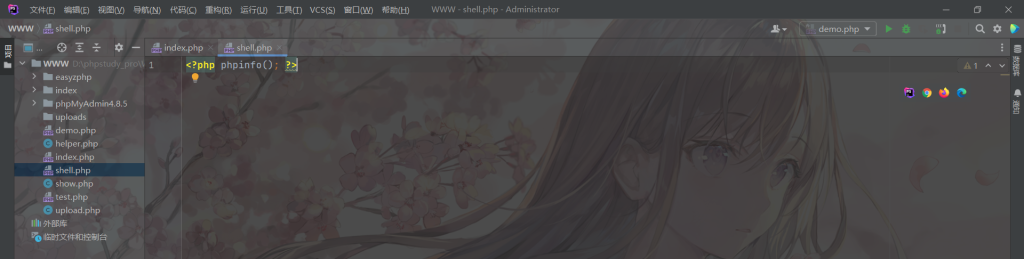 文件(F) 编辑(E) 视图(V) 导航(N) 代码(C) 重构(R) 运行(U) 工具(T) VCS(S) 窗口(W) 帮助(H) WWW - shell.php - Administrator
WWW shell.php demo.php
... index.php shell.php
WWW
1 <?php phpinfo(); ?> 1
easyzphp
index
phpMyAdmin4.8.5
uploads
demo.php
helper.php
index.php
shell.php
show.php
test.php
upload.php
外部库
临时文件和控制台
项目
数据库
通知